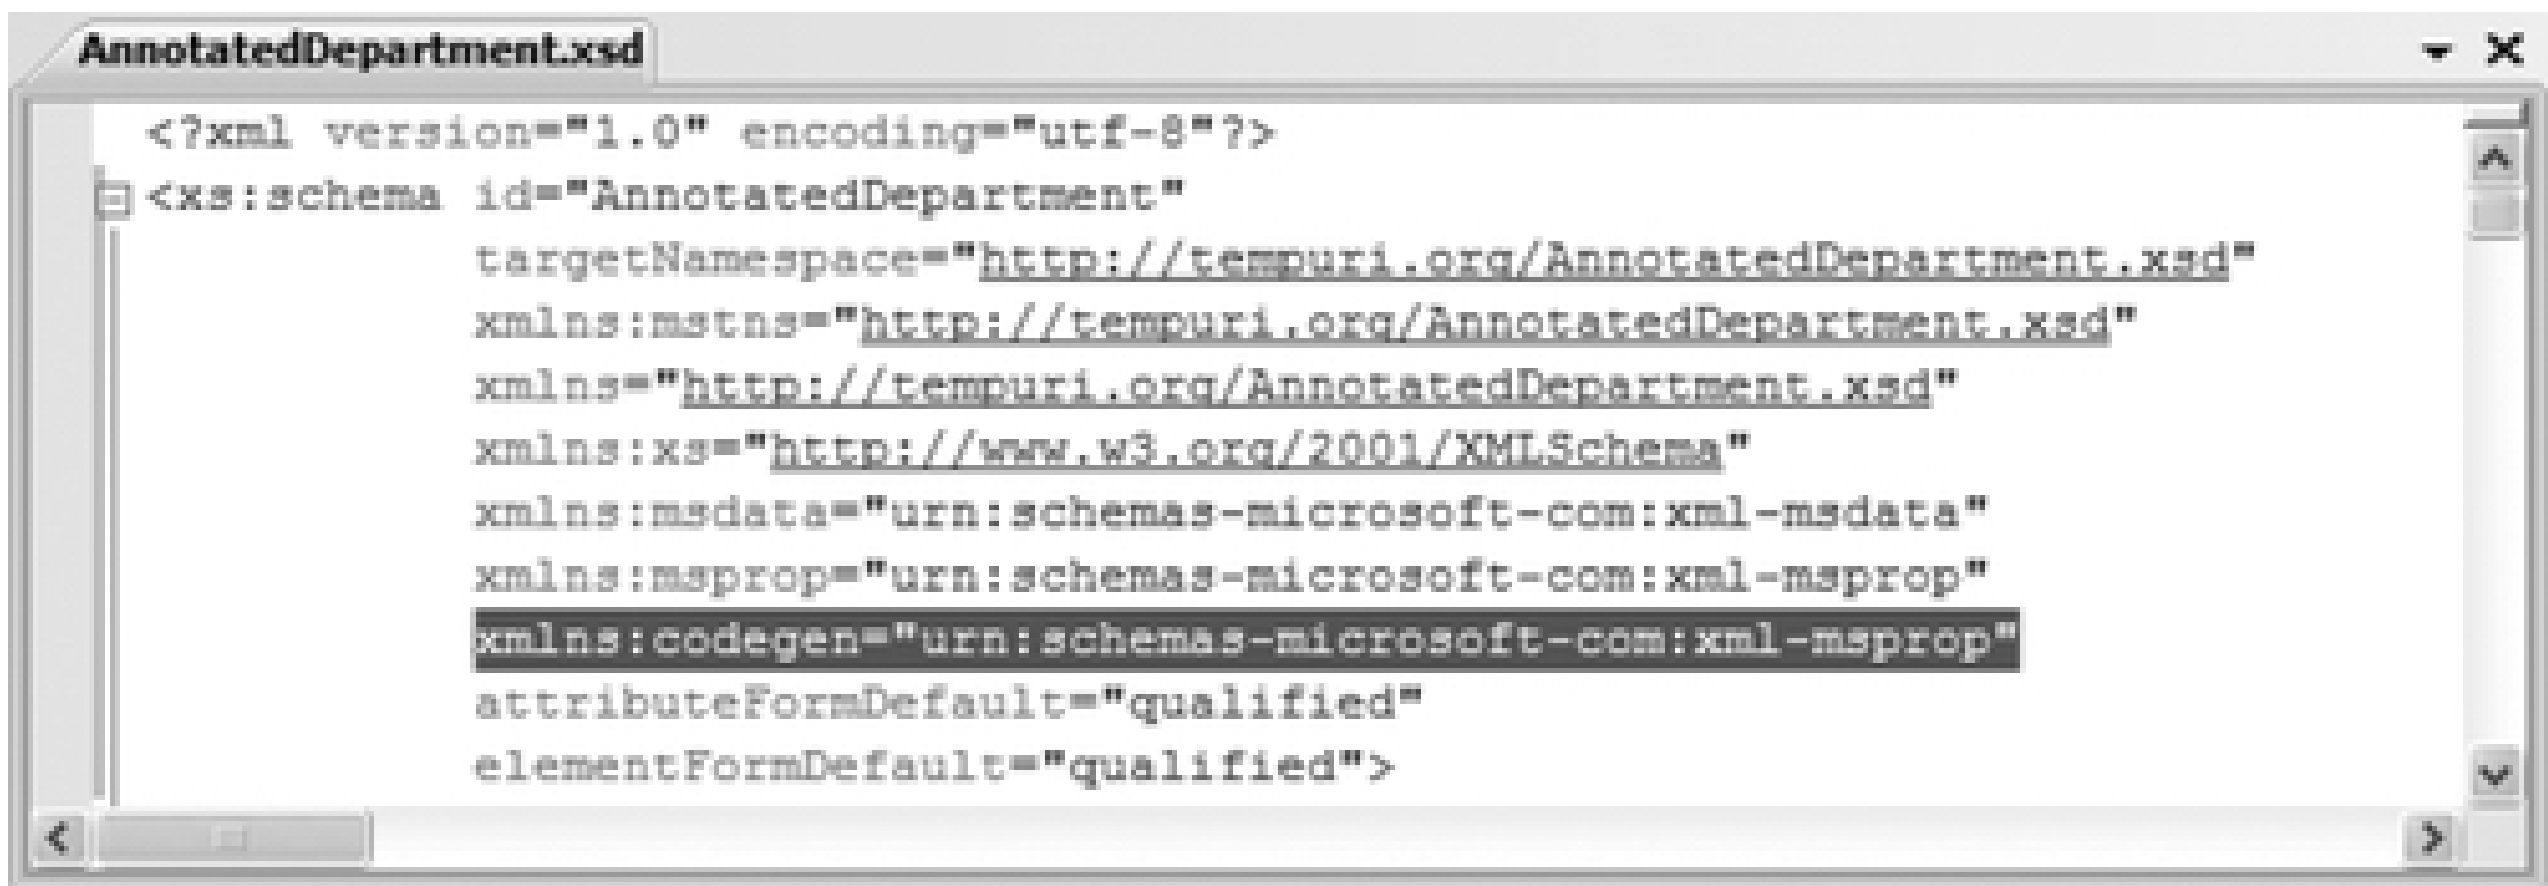 AnnotatedDepartment.xsd
<?xml version="1.0" encoding="utf-8"?>
<xs:schema id="AnnotatedDepartment"
targetNamespace="http://tempuri.org/AnnotatedDepartment.xsd"
xmlns:mstns="http://tempuri.org/AnnotatedDepartment.xsd"
xmlns="http://tempuri.org/AnnotatedDepartment.xsd"
xmlns:xs="http://www.w3.org/2001/XMLSchema"
xmlns:msdata="urn:schemas-microsoft-com:xml-msdata"
xmlns:msprop="urn:schemas-microsoft-com:xml-msprop"
xmlns:codegen="urn:schemas-microsoft-com:xml-msprop"
attributeFormDefault="qualified"
elementFormDefault="qualified">